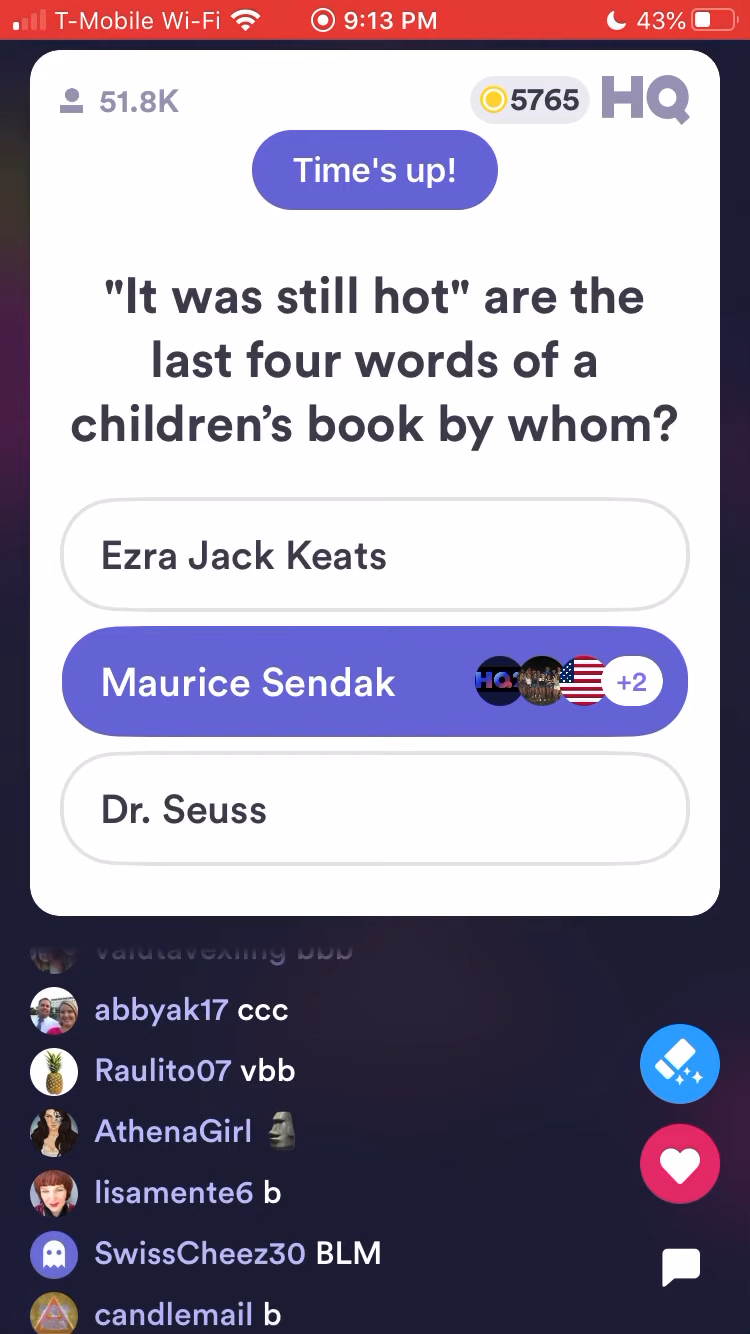 T-Mobile Wi-Fi 9:13 PM 43%
51.8K 5765 HQ
Time's up!
"It was still hot" are the
last four words of a
children’s book by whom?
Ezra Jack Keats
Maurice Sendak HQ +2
Dr. Seuss
bbb
abbyak17 ccc
Raulito07 vbb
AthenaGirl 🗿
lisamente6 b
SwissCheez30 BLM
candlemail b